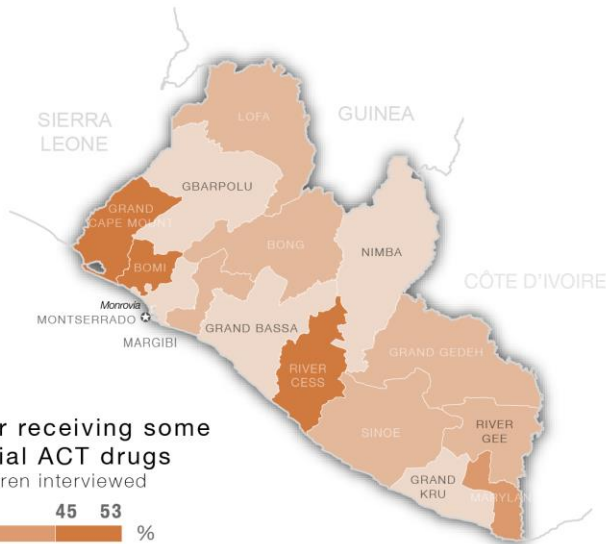 SIERRA
LEONE
GUINEA
LOFA
GBARPOLU
GRAND
CAPE MOUNT
BOMI
BONG
NIMBA
CÔTE D'IVOIRE
Monrovia
MONTSERRADO
MARGIBI
GRAND BASSA
RIVER
CESS
GRAND GEDEH
SINOE
RIVER
GEE
GRAND
KRU
MARYLAN
r receiving some
ial ACT drugs
ren interviewed
45 53
%